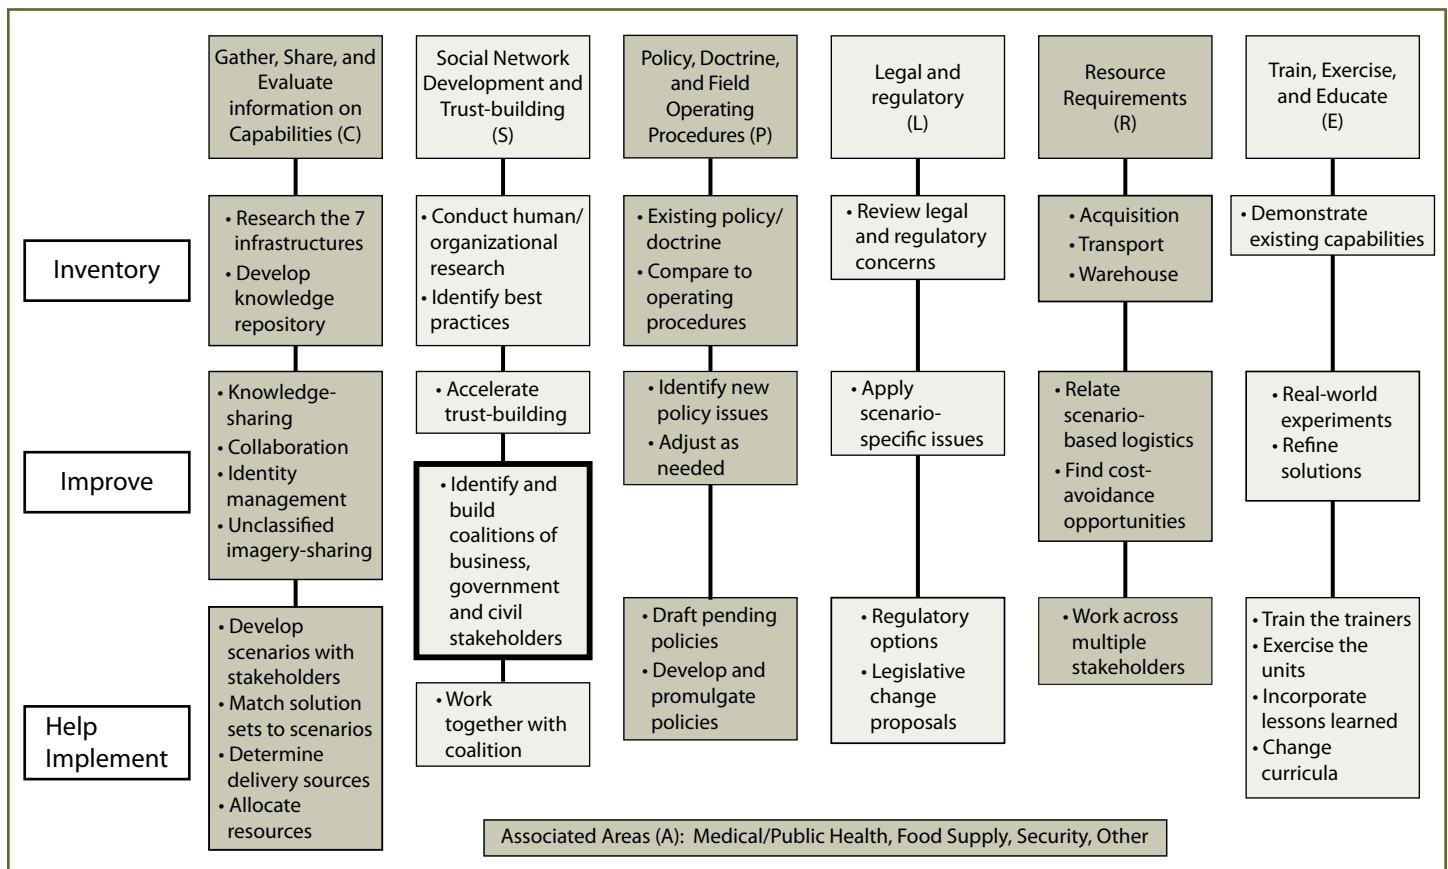 Gather, Share, and
Evaluate
information on
Capabilities (C)
Social Network
Development and
Trust-building
(S)
Policy, Doctrine,
and Field
Operating
Procedures (P)
Legal and
regulatory
(L)
Resource
Requirements
(R)
Train, Exercise,
and Educate
(E)
Inventory
• Research the 7
infrastructures
• Develop
knowledge
repository
• Conduct human/
organizational
research
• Identify best
practices
• Existing policy/
doctrine
• Compare to
operating
procedures
• Review legal
and regulatory
concerns
• Acquisition
• Transport
• Warehouse
• Demonstrate
existing capabilities
Improve
• Knowledge-
sharing
• Collaboration
• Identity
management
• Unclassified
imagery-sharing
• Accelerate
trust-building
• Identify and
build
coalitions of
business,
government
and civil
stakeholders
• Identify new
policy issues
• Adjust as
needed
• Apply
scenario-
specific issues
• Relate
scenario-
based logistics
• Find cost-
avoidance
opportunities
• Real-world
experiments
• Refine
solutions
Help
Implement
• Develop
scenarios with
stakeholders
• Match solution
sets to scenarios
• Determine
delivery sources
• Allocate
resources
• Work
together with
coalition
• Draft pending
policies
• Develop and
promulgate
policies
• Regulatory
options
• Legislative
change
proposals
• Work across
multiple
stakeholders
• Train the trainers
• Exercise the
units
• Incorporate
lessons learned
• Change
curricula
Associated Areas (A): Medical/Public Health, Food Supply, Security, Other